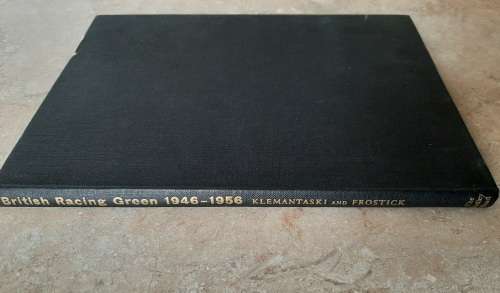 British Racing Green 1946-1956 KLEMANTASKI AND FROSTICK